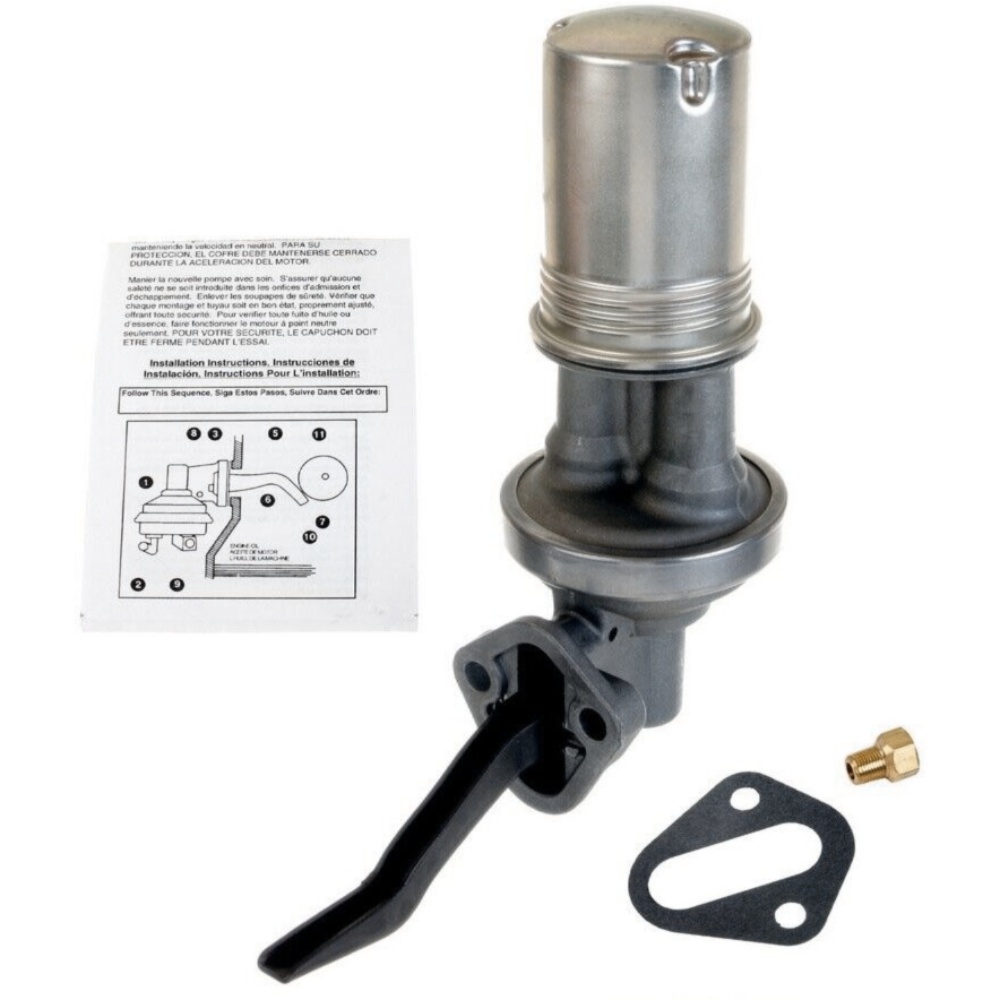 manteniendo la velocidad en neutral. PARA SU
PROTECCION, EL COFRE DEBE MANTENERSE CERRADO
DURANTE LA ACELERACION DEL MOTOR.
Manier la nouvelle pompe avec soin. S'assurer qu'aucune
saleté ne se soit introduite dans les orifices d'admission et
d'échappement. Enlever les soupapes de sûreté. Vérifier que
chaque montage et tuyau soit en bon état, proprement ajusté,
offrant toute securité. Pour verifier toute fuite d'huile ou
d'essence, faire fonctionner le moteur à point neutre
seulement. POUR VOTRE SECURITE, LE CAPUCHON DOIT
ETRE FERME PENDANT L'ESSAI.
Installation Instructions, Instrucciones de
Instalación, Instructions Pour L'installation:
Follow This Sequence, Siga Estos Pasos, Suivre Dans Cet Ordre:
8 3 5 11
1
6
7
10
ENGINE OIL
ACEITE DE MOTOR
L'HUILE DE LA MACHINE
2 9